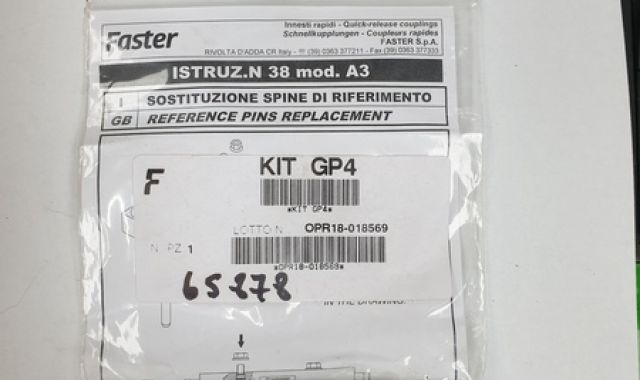 Faster
Innesti rapidi - Quick-release couplings
Schnellkupplungen - Coupleurs rapides
FASTER S.p.A.
RIVOLTA D'ADDA CR Italy - ☎ (39) 0363 377211 - Fax (39) 0363 377333
ISTRUZ.N 38 mod. A3
I SOSTITUZIONE SPINE DI RIFERIMENTO
GB REFERENCE PINS REPLACEMENT
F
KIT GP4
*KIT GP4*
LOTTO N. OPR18-018569
N. PZ 1
*OPR18-018569*
65878
IN THE DRAWING.